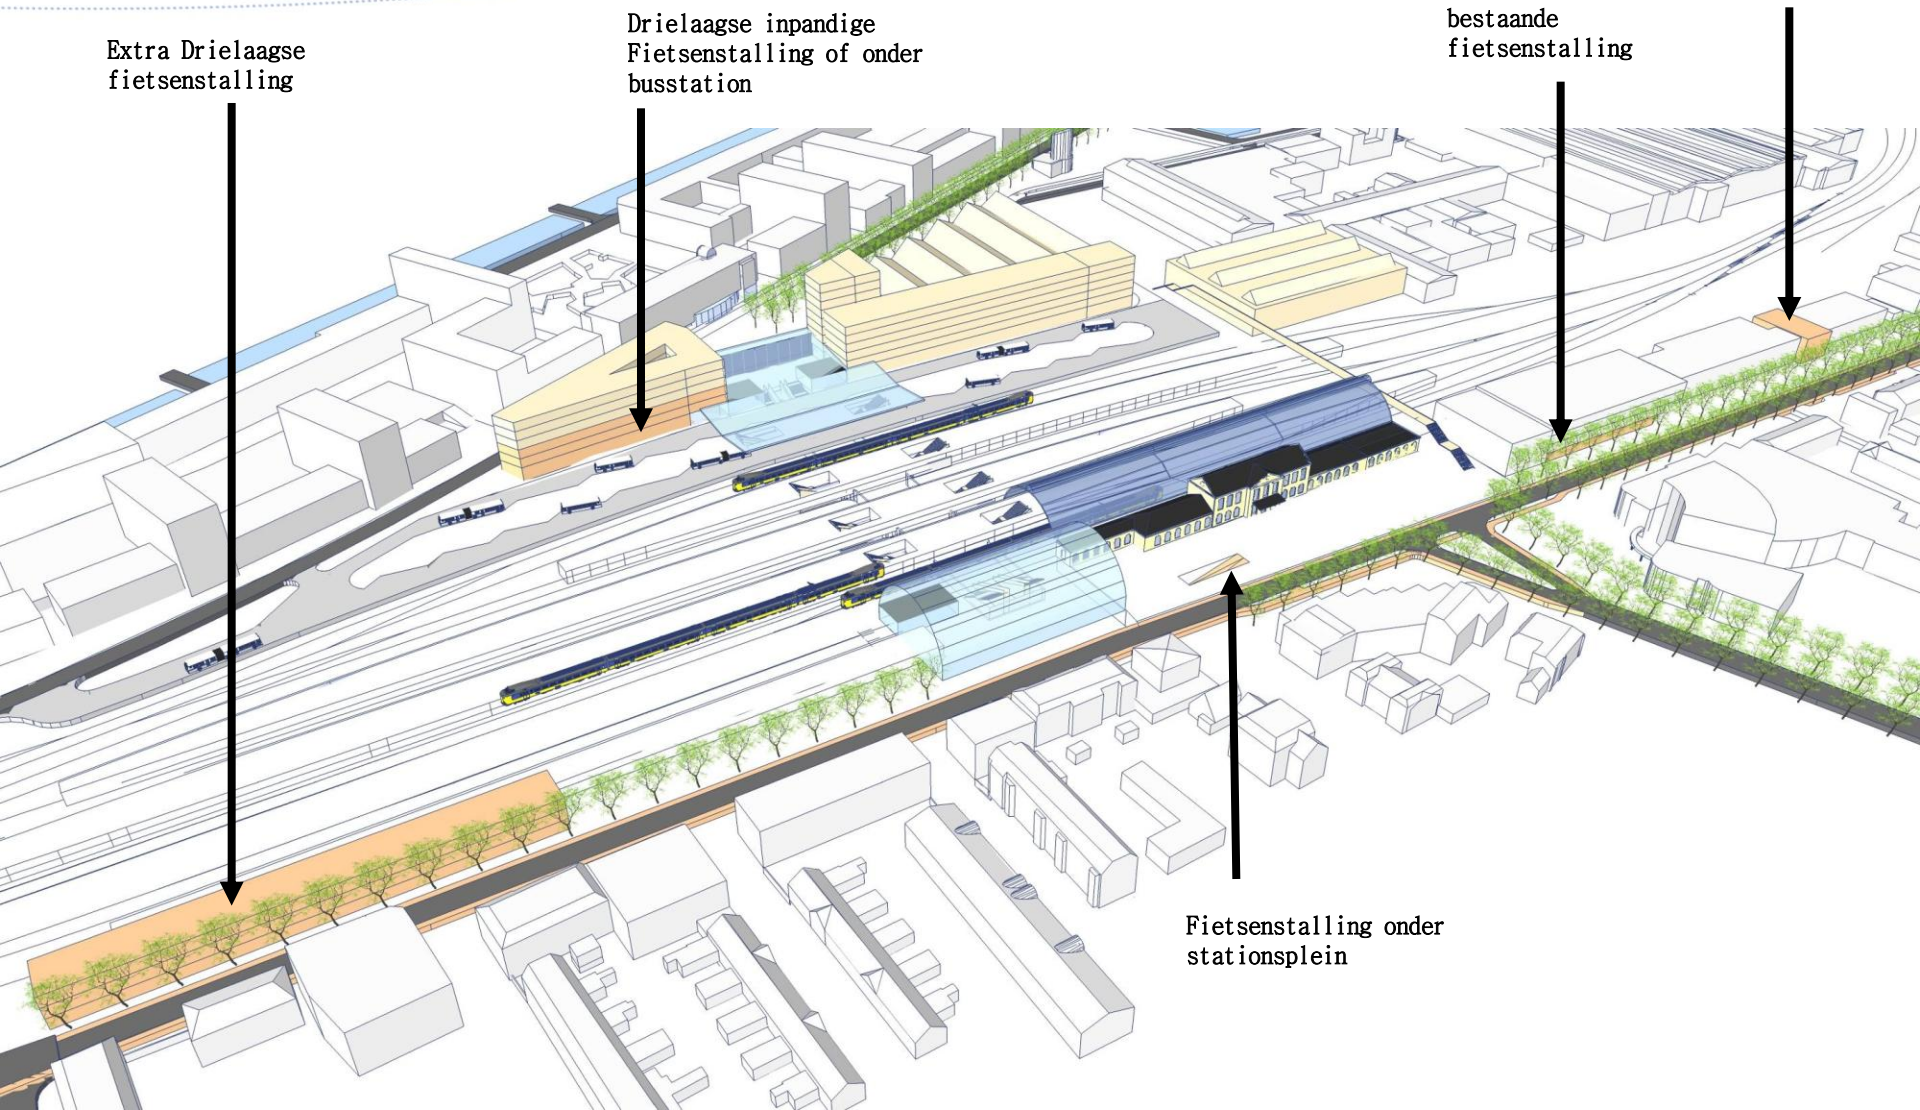 Extra Drielaagse
fietsenstalling
Drielaagse inpandige
Fietsenstalling of onder
busstation
bestaande
fietsenstalling
Fietsenstalling onder
stationsplein